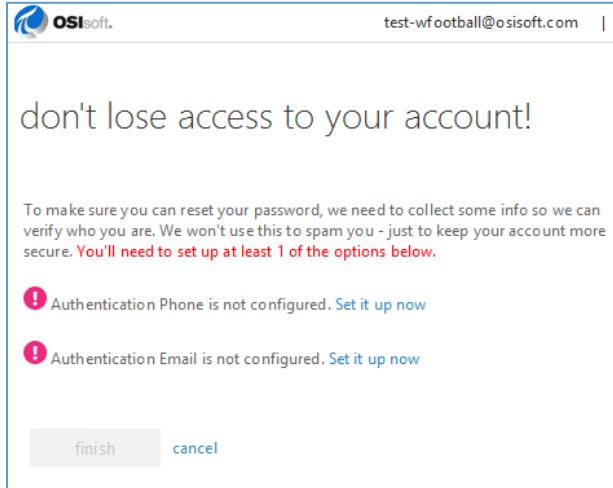 OSIsoft. test-wfootball@osisoft.com |
don't lose access to your account!
To make sure you can reset your password, we need to collect some info so we can
verify who you are. We won't use this to spam you - just to keep your account more
secure. You'll need to set up at least 1 of the options below.
! Authentication Phone is not configured. Set it up now
! Authentication Email is not configured. Set it up now
finish cancel